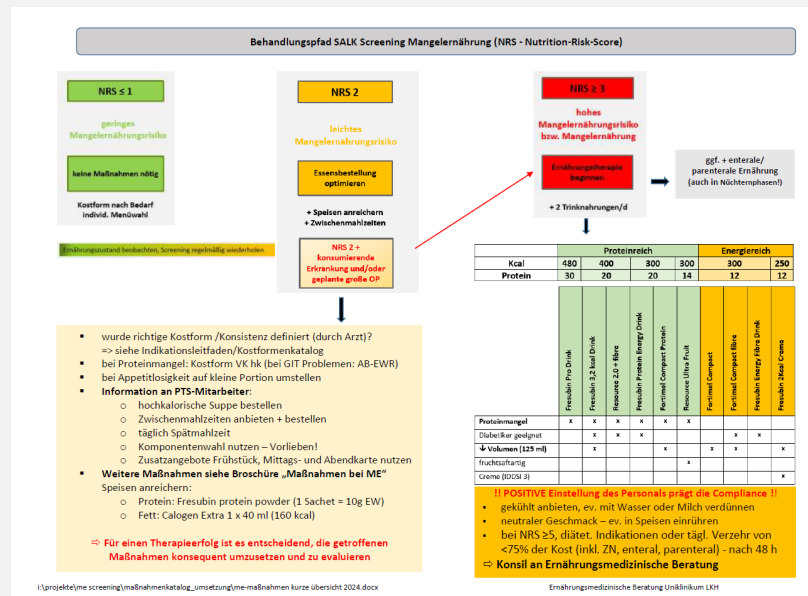 Behandlungspfad SALK Screening Mangelernährung (NRS - Nutrition-Risk-Score)
NRS ≤ 1
geringes
Mangelernährungsrisiko
keine Maßnahmen nötig
Kostform nach Bedarf
individ. Menüwahl
Ernährungszustand beobachten, Screening regelmäßig wiederholen
NRS 2
leichtes
Mangelernährungsrisiko
Essensbestellung
optimieren
+ Speisen anreichern
+ Zwischenmahlzeiten
NRS 2 +
konsumierende
Erkrankung und/oder
geplante große OP
NRS ≥ 3
hohes
Mangelernährungsrisiko
bzw. Mangelernährung
Ernährungstherapie
beginnen
+ 2 Trinknahrungen/d
ggf. + enterale/
parenterale Ernährung
(auch in Nüchternphasen!)
▪ wurde richtige Kostform /Konsistenz definiert (durch Arzt)?
=> siehe Indikationsleitfaden/Kostformenkatalog
▪ bei Proteinmangel: Kostform VK hk (bei GIT Problemen: AB-EWR)
▪ bei Appetitlosigkeit auf kleine Portion umstellen
▪ Information an PTS-Mitarbeiter:
o hochkalorische Suppe bestellen
o Zwischenmahlzeiten anbieten + bestellen
o täglich Spätmahlzeit
o Komponentenwahl nutzen – Vorlieben!
o Zusatzangebote Frühstück, Mittags- und Abendkarte nutzen
▪ Weitere Maßnahmen siehe Broschüre „Maßnahmen bei ME"
Speisen anreichern:
o Protein: Fresubin protein powder (1 Sachet = 10g EW)
o Fett: Calogen Extra 1 x 40 ml (160 kcal)
⇨ Für einen Therapieerfolg ist es entscheidend, die getroffenen
Maßnahmen konsequent umzusetzen und zu evaluieren
Proteinreich Energiereich
Kcal 480 400 300 300 300 250
Protein 30 20 20 14 12 12
Fresubin Pro Drink
Fresubin 3,2 kcal Drink
Resource 2.0 + fibre
Fresubin Protein Energy Drink
Fortimel Compact Protein
Resource Ultra Fruit
Fortimel Compact
Fortimel Compact fibre
Fresubin Energy Fibre Drink
Fresubin 2Kcal Creme
Proteinmangel x x x x x x
Diabetiker geeignet x x x x x
↓ Volumen (125 ml) x x x x
fruchtsaftartig x
Creme (IDDSI 3) x
!! POSITIVE Einstellung des Personals prägt die Compliance !!
▪ gekühlt anbieten, ev. mit Wasser oder Milch verdünnen
▪ neutraler Geschmack – ev. in Speisen einrühren
▪ bei NRS ≥5, diätet. Indikationen oder tägl. Verzehr von
<75% der Kost (inkl. ZN, enteral, parenteral) - nach 48 h
⇨ Konsil an Ernährungsmedizinische Beratung
i:\projekte\me screening\maßnahmenkatalog_umsetzung\me-maßnahmen kurze übersicht 2024.docx
Ernährungsmedizinische Beratung Uniklinikum LKH